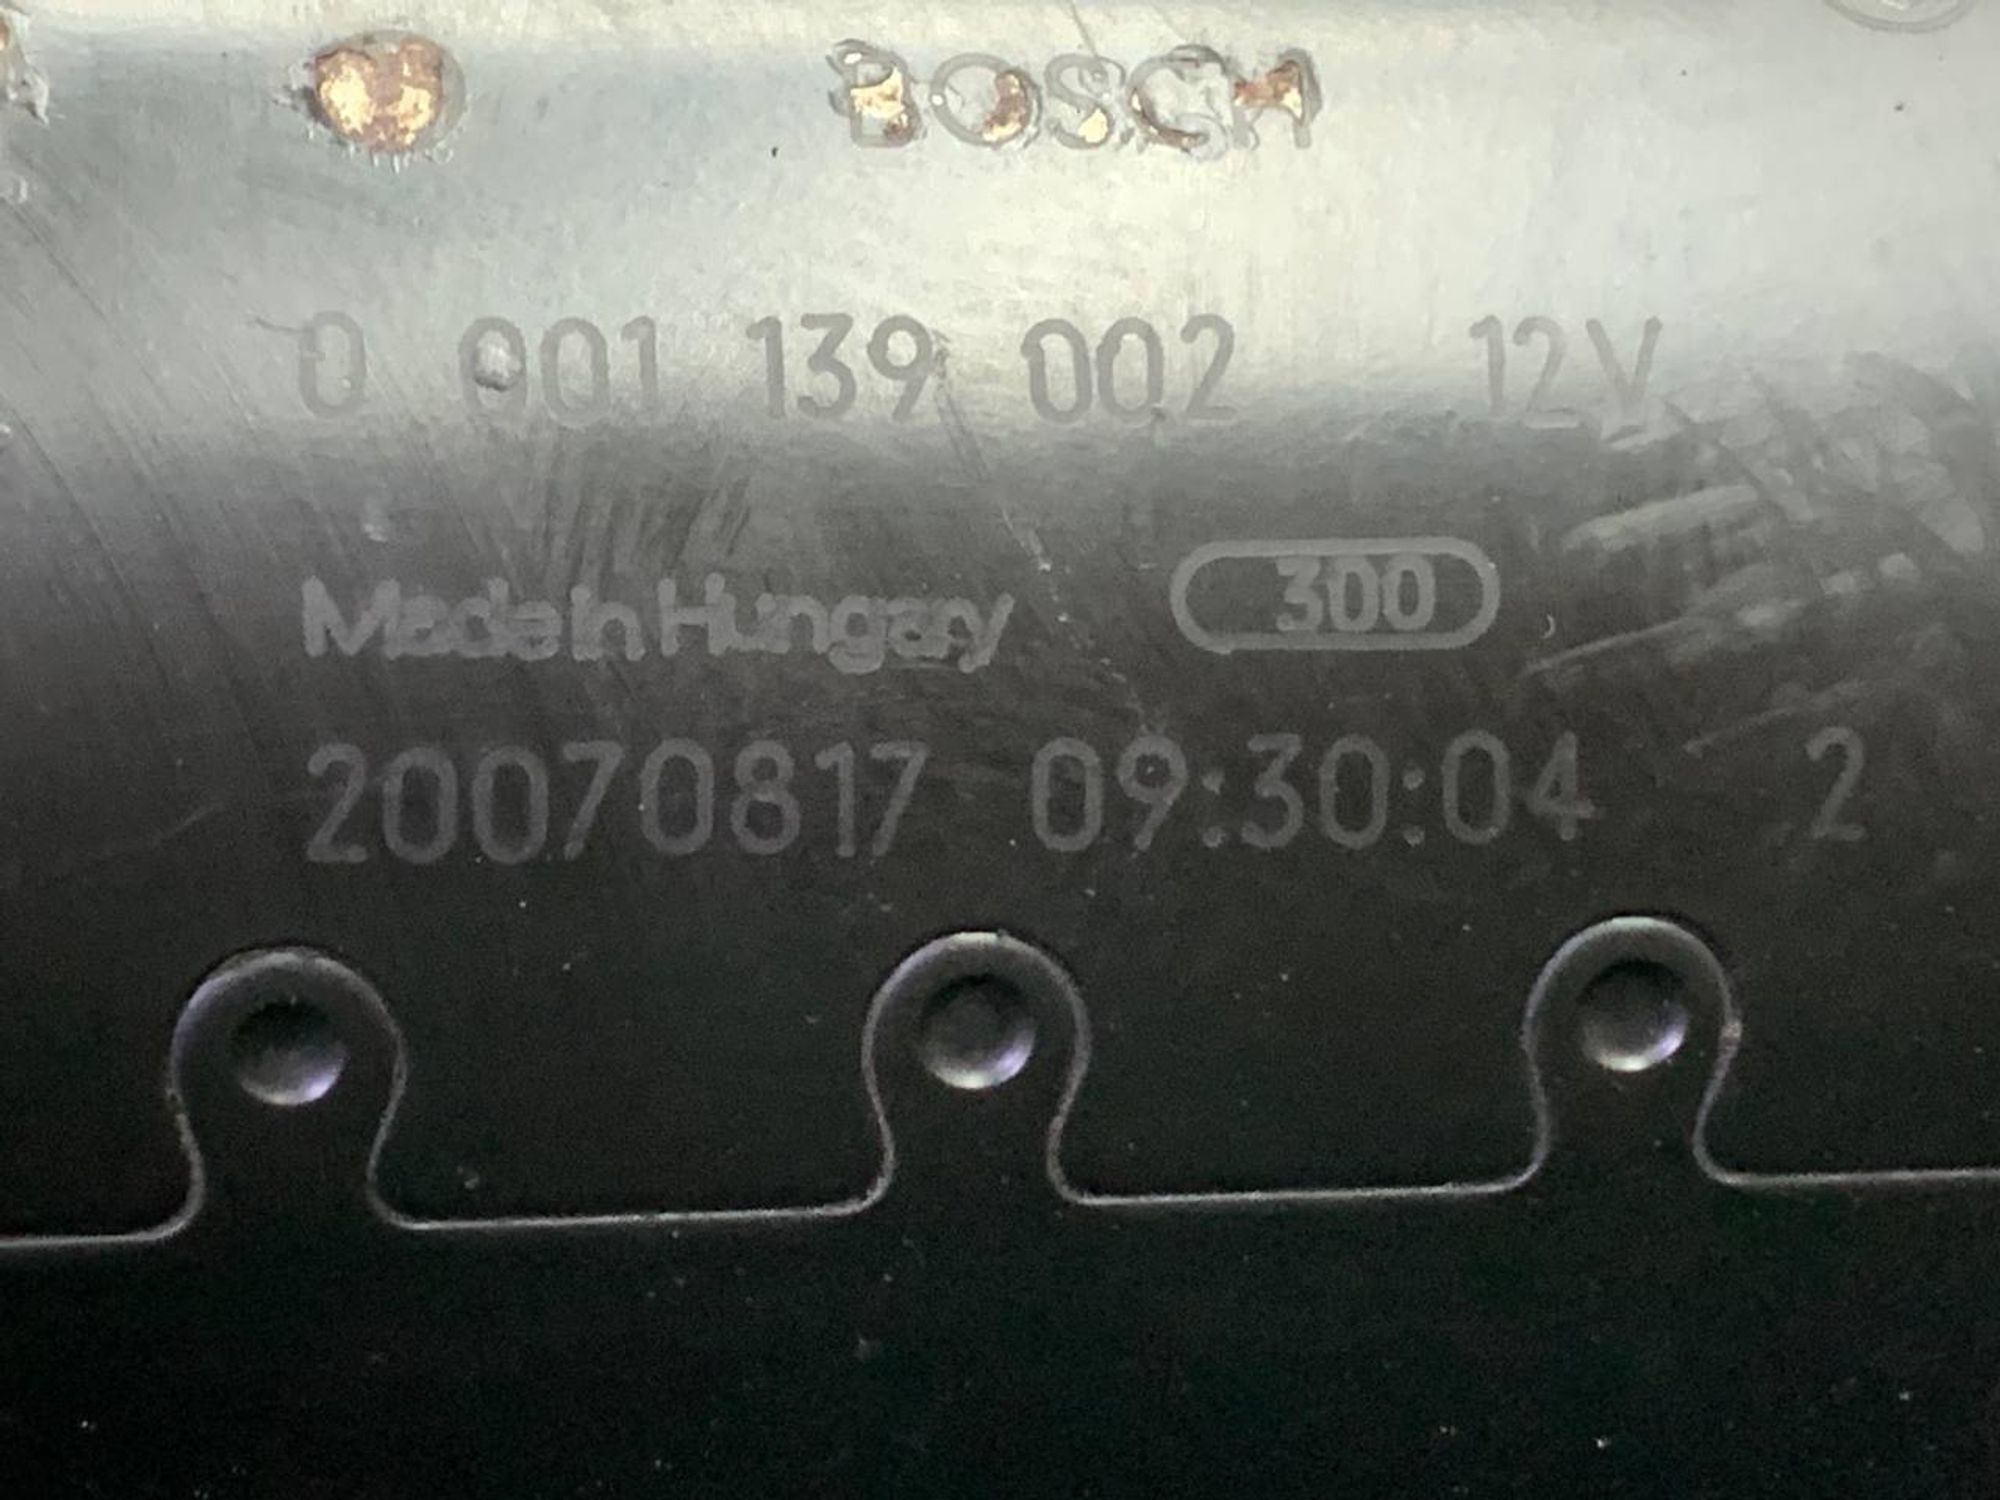 BOSCH
0 001 139 002 12V
Made in Hungary 300
20070817 09:30:04 2